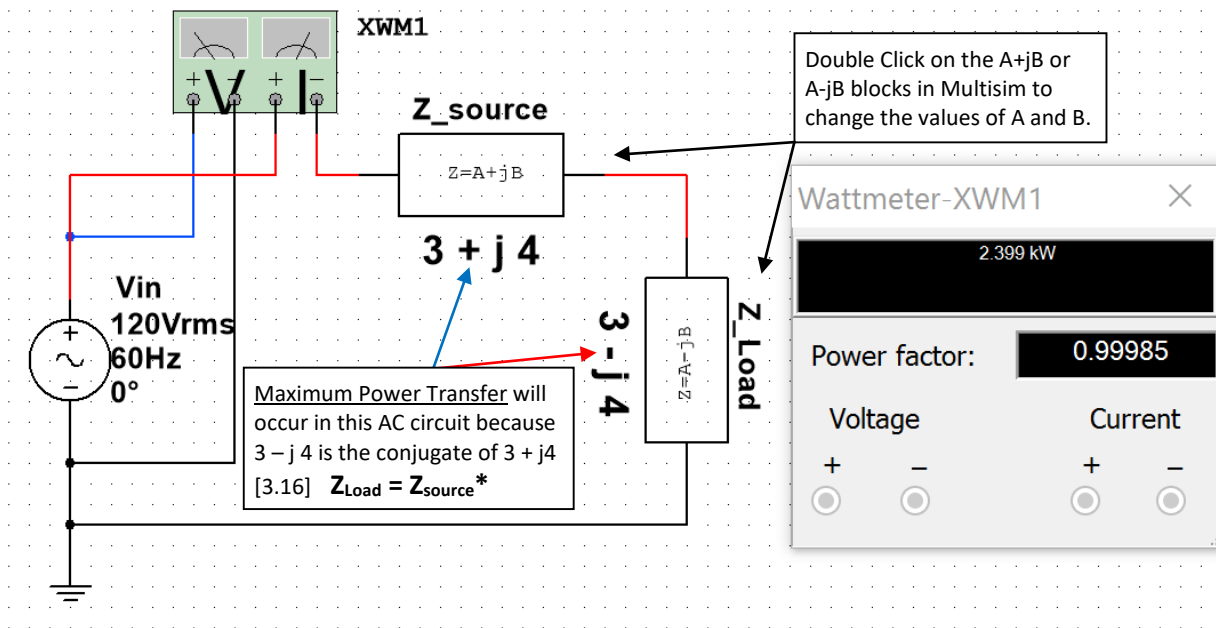 XWM1
+ − + −
V I
Z_source
Z=A+jB
3 + j 4
Double Click on the A+jB or
A-jB blocks in Multisim to
change the values of A and B.
Vin
120Vrms
60Hz
0°
+
−
Z_Load
Z=A-jB
3 - j 4
Maximum Power Transfer will
occur in this AC circuit because
3 – j 4 is the conjugate of 3 + j4
[3.16] Z_Load = Z_source*
Wattmeter-XWM1 ×
2.399 kW
Power factor: 0.99985
Voltage Current
+ − + −